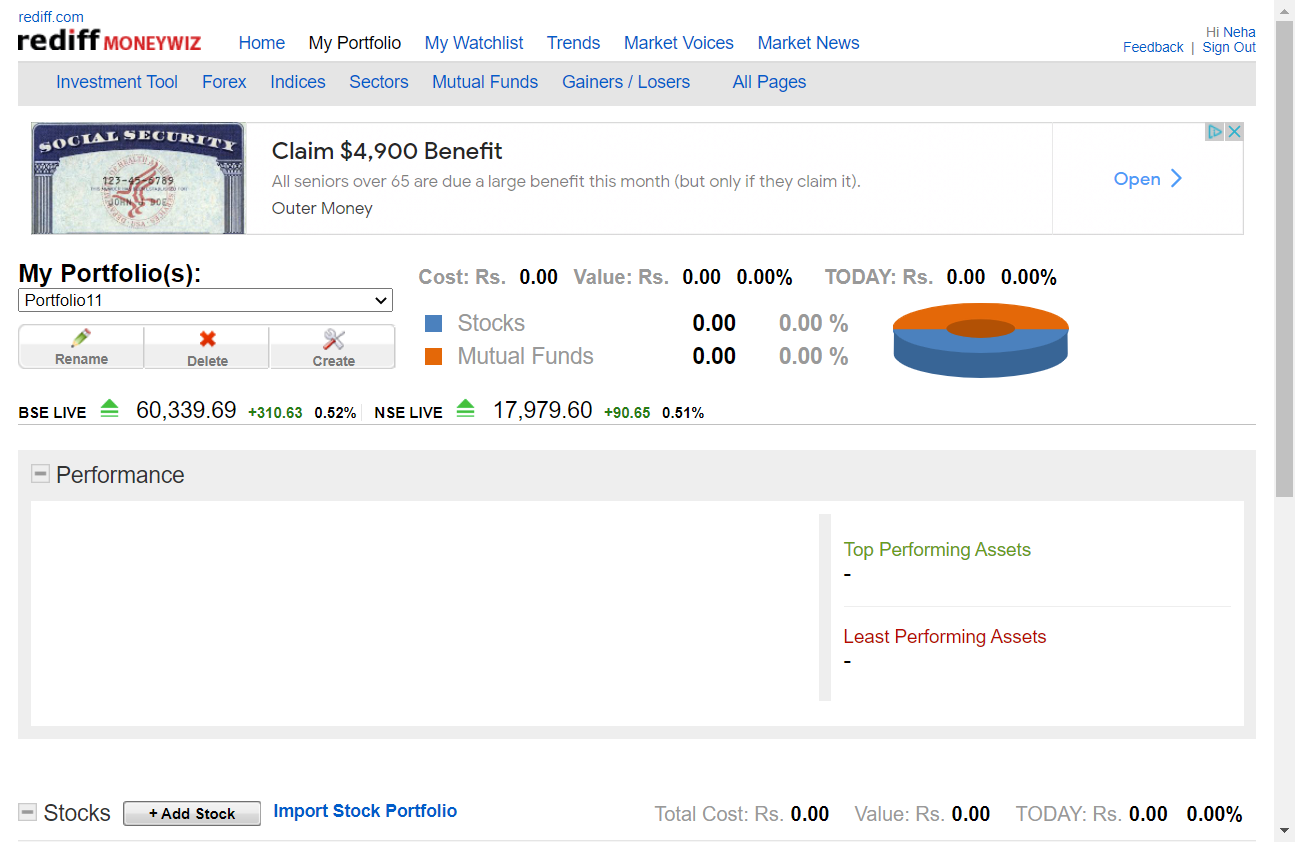 rediff.com
rediff MONEYWIZ Home My Portfolio My Watchlist Trends Market Voices Market News
Hi Neha
Feedback | Sign Out
Investment Tool Forex Indices Sectors Mutual Funds Gainers / Losers All Pages
SOCIAL SECURITY
123-45-6789
JOHN Q DOE
Claim $4,900 Benefit
All seniors over 65 are due a large benefit this month (but only if they claim it).
Outer Money
Open
My Portfolio(s):
Portfolio11
Rename Delete Create
Cost: Rs. 0.00 Value: Rs. 0.00 0.00% TODAY: Rs. 0.00 0.00%
Stocks 0.00 0.00 %
Mutual Funds 0.00 0.00 %
BSE LIVE 60,339.69 +310.63 0.52% NSE LIVE 17,979.60 +90.65 0.51%
Performance
Top Performing Assets
-
Least Performing Assets
-
Stocks + Add Stock Import Stock Portfolio Total Cost: Rs. 0.00 Value: Rs. 0.00 TODAY: Rs. 0.00 0.00%